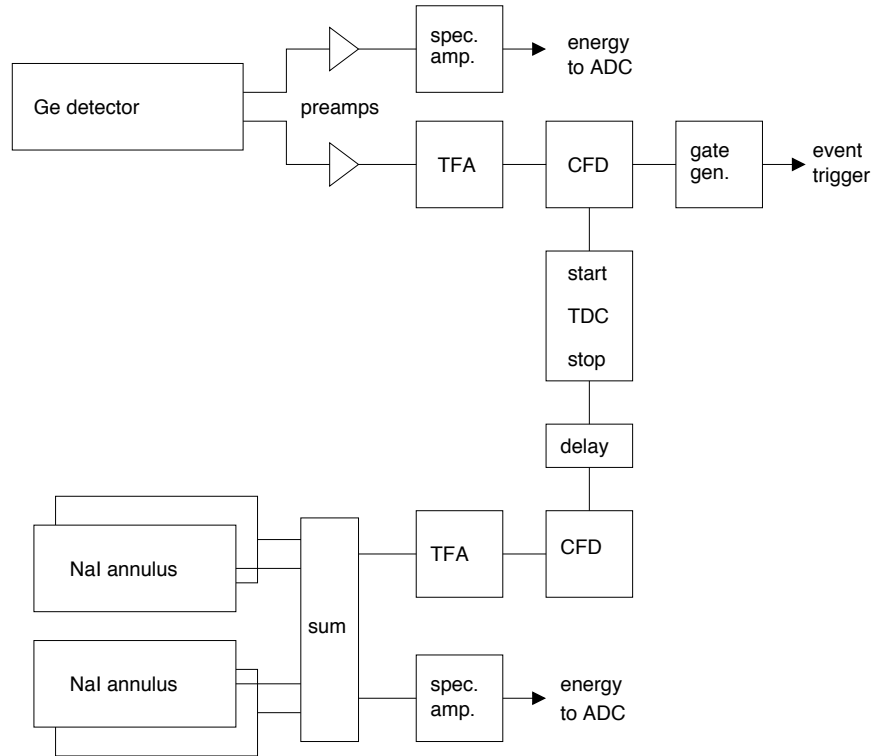 spec.
amp.
energy
to ADC
Ge detector
preamps
TFA
CFD
gate
gen.
event
trigger
start
TDC
stop
delay
NaI annulus
TFA
CFD
sum
NaI annulus
spec.
amp.
energy
to ADC